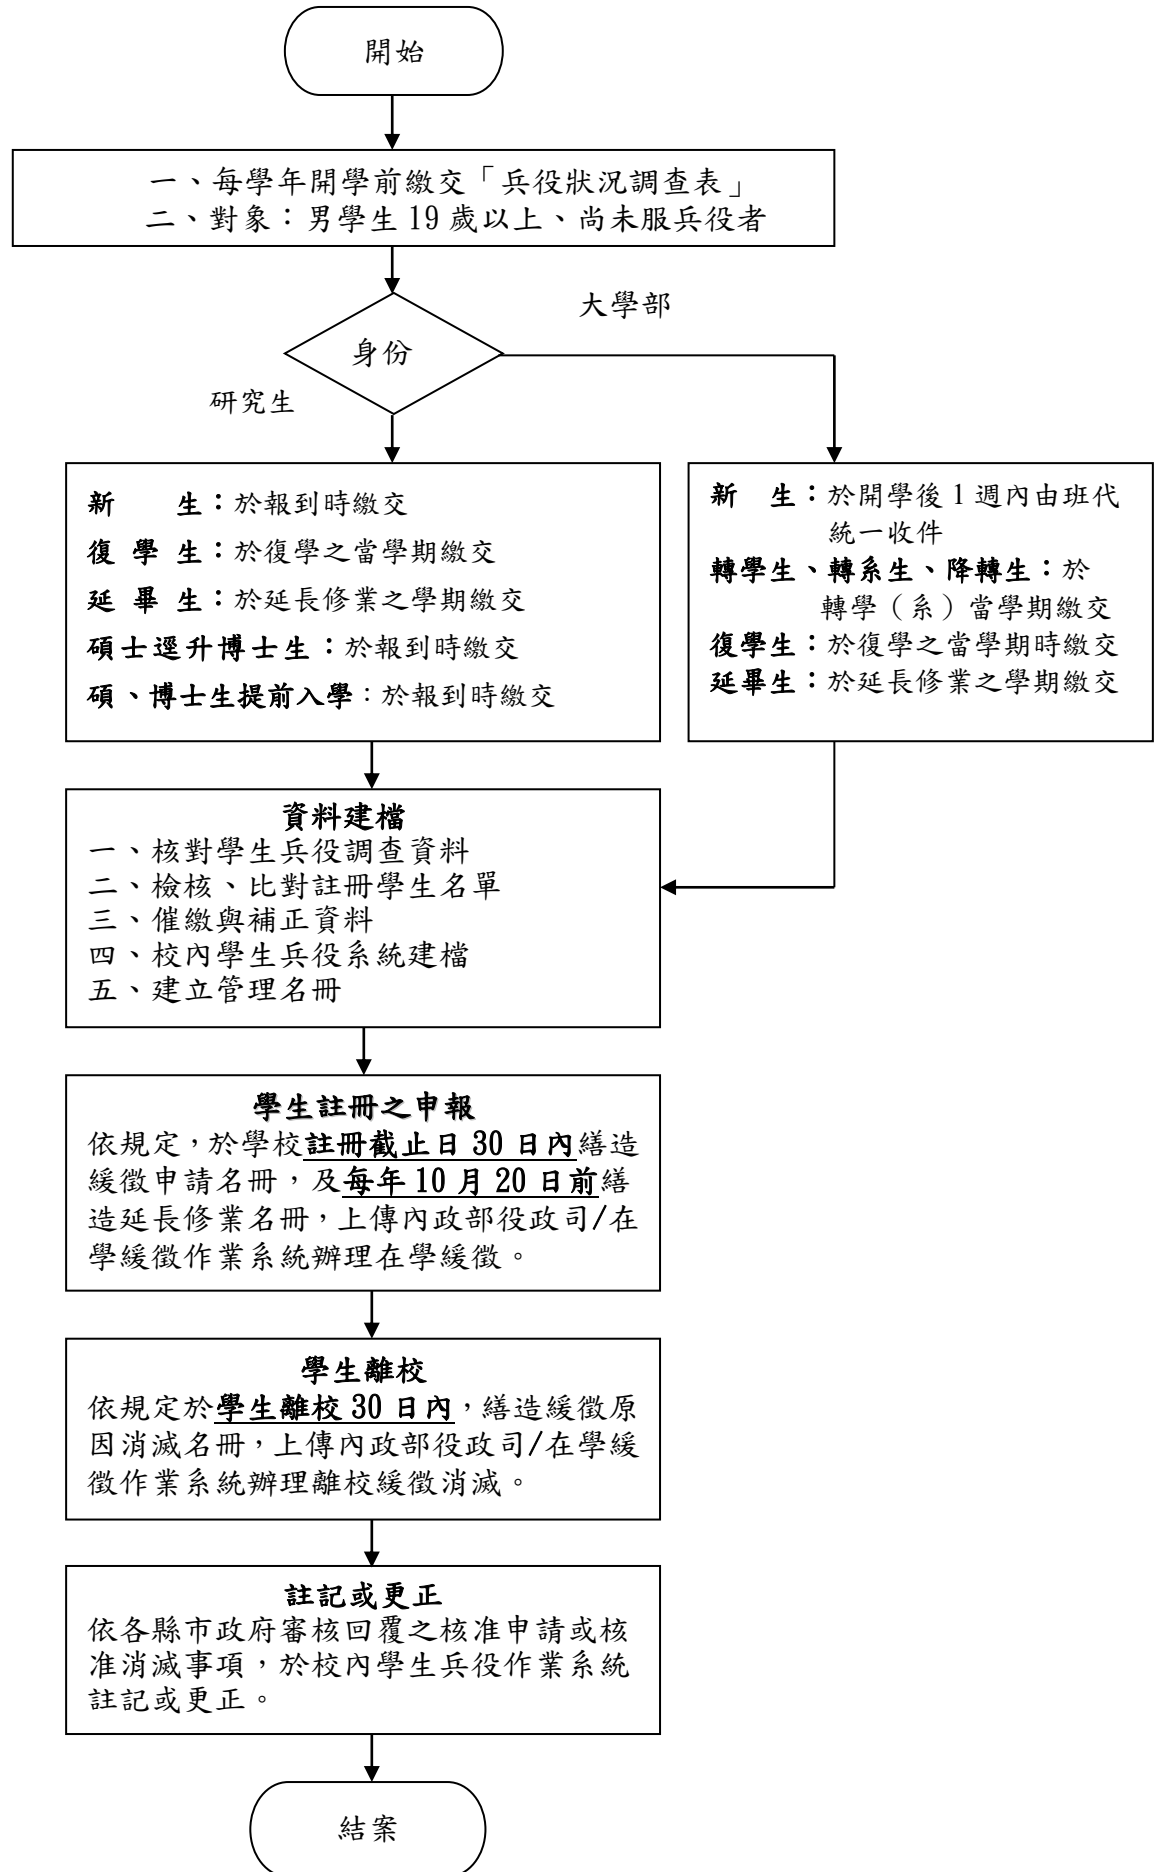 開始
一、每學年開學前繳交「兵役狀況調查表」
二、對象：男學生 19 歲以上、尚未服兵役者
大學部
身份
研究生
新　　生：於報到時繳交
復 學 生：於復學之當學期繳交
延 畢 生：於延長修業之學期繳交
碩士逕升博士生：於報到時繳交
碩、博士生提前入學：於報到時繳交
新　生：於開學後 1 週內由班代
統一收件
轉學生、轉系生、降轉生：於
轉學（系）當學期繳交
復學生：於復學之當學期時繳交
延畢生：於延長修業之學期繳交
資料建檔
一、核對學生兵役調查資料
二、檢核、比對註冊學生名單
三、催繳與補正資料
四、校內學生兵役系統建檔
五、建立管理名冊
學生註冊之申報
依規定，於學校註冊截止日 30 日內繕造
緩徵申請名冊，及每年 10 月 20 日前繕
造延長修業名冊，上傳內政部役政司/在
學緩徵作業系統辦理在學緩徵。
學生離校
依規定於學生離校 30 日內，繕造緩徵原
因消滅名冊，上傳內政部役政司/在學緩
徵作業系統辦理離校緩徵消滅。
註記或更正
依各縣市政府審核回覆之核准申請或核
准消滅事項，於校內學生兵役作業系統
註記或更正。
結案